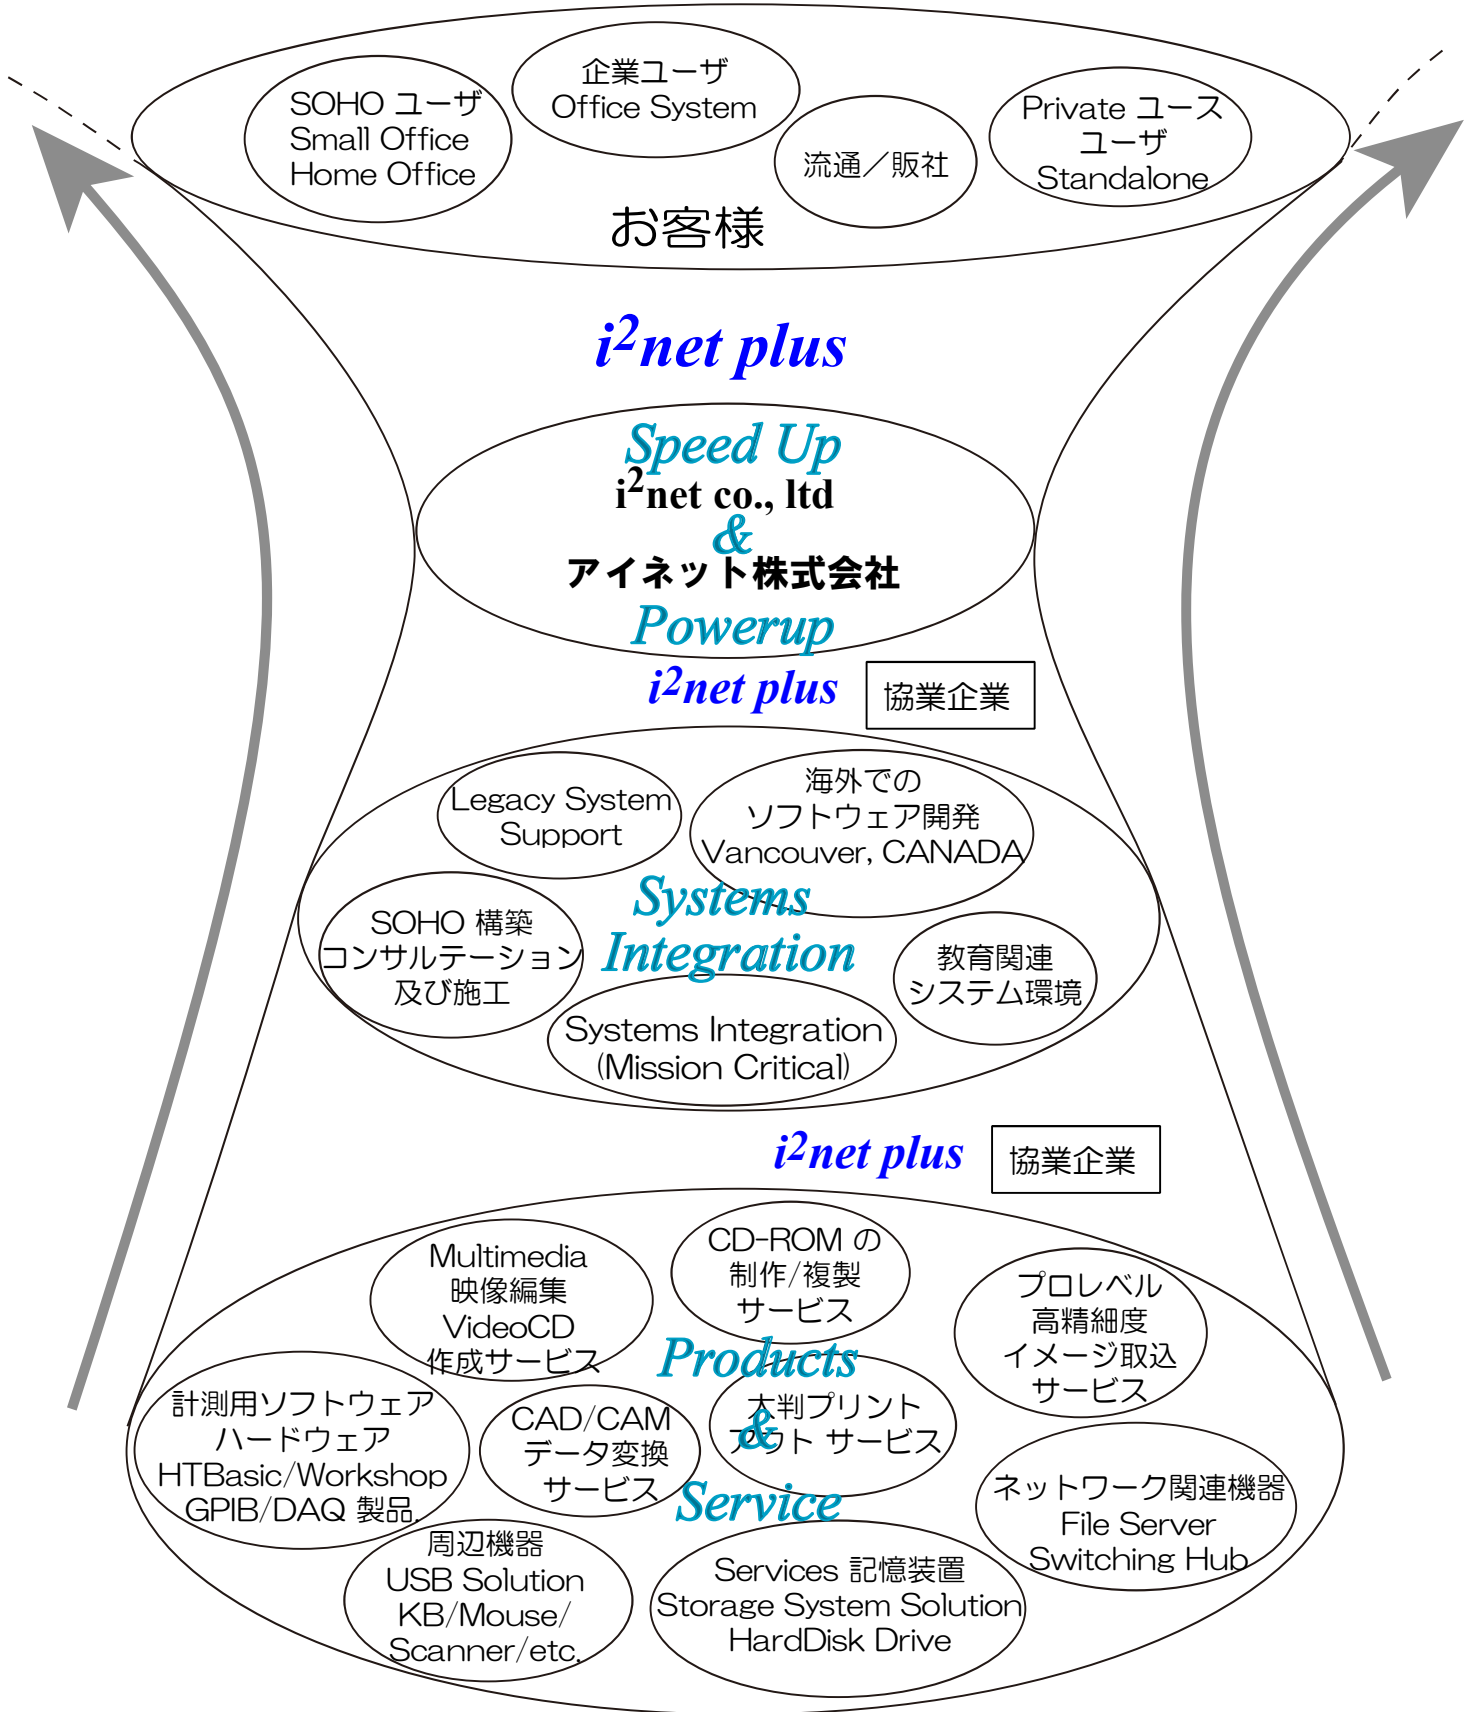 企業ユーザ
Office System
SOHO ユーザ
Small Office
Home Office
流通／販社
Private ユース
ユーザ
Standalone
お客様
i²net plus
Speed Up
i²net co., ltd
&
アイネット株式会社
Powerup
i²net plus
協業企業
Legacy System
Support
海外での
ソフトウェア開発
Vancouver, CANADA
Systems
Integration
SOHO 構築
コンサルテーション
及び施工
教育関連
システム環境
Systems Integration
(Mission Critical)
i²net plus
協業企業
Multimedia
映像編集
VideoCD
作成サービス
CD-ROM の
制作/複製
サービス
プロレベル
高精細度
イメージ取込
サービス
Products
&
Service
計測用ソフトウェア
ハードウェア
HTBasic/Workshop
GPIB/DAQ 製品.
CAD/CAM
データ変換
サービス
大判プリント
アウト サービス
ネットワーク関連機器
File Server
Switching Hub
周辺機器
USB Solution
KB/Mouse/
Scanner/etc.
Services 記憶装置
Storage System Solution
HardDisk Drive